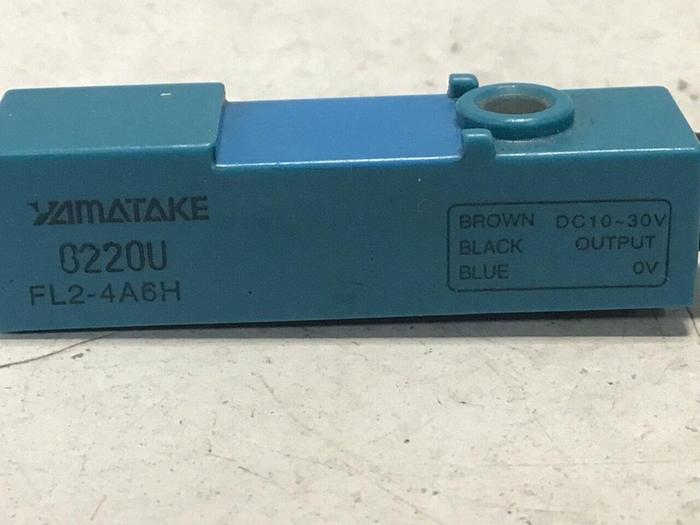 YAMATAKE
0220U
FL2-4A6H
BROWN DC10~30V
BLACK OUTPUT
BLUE 0V